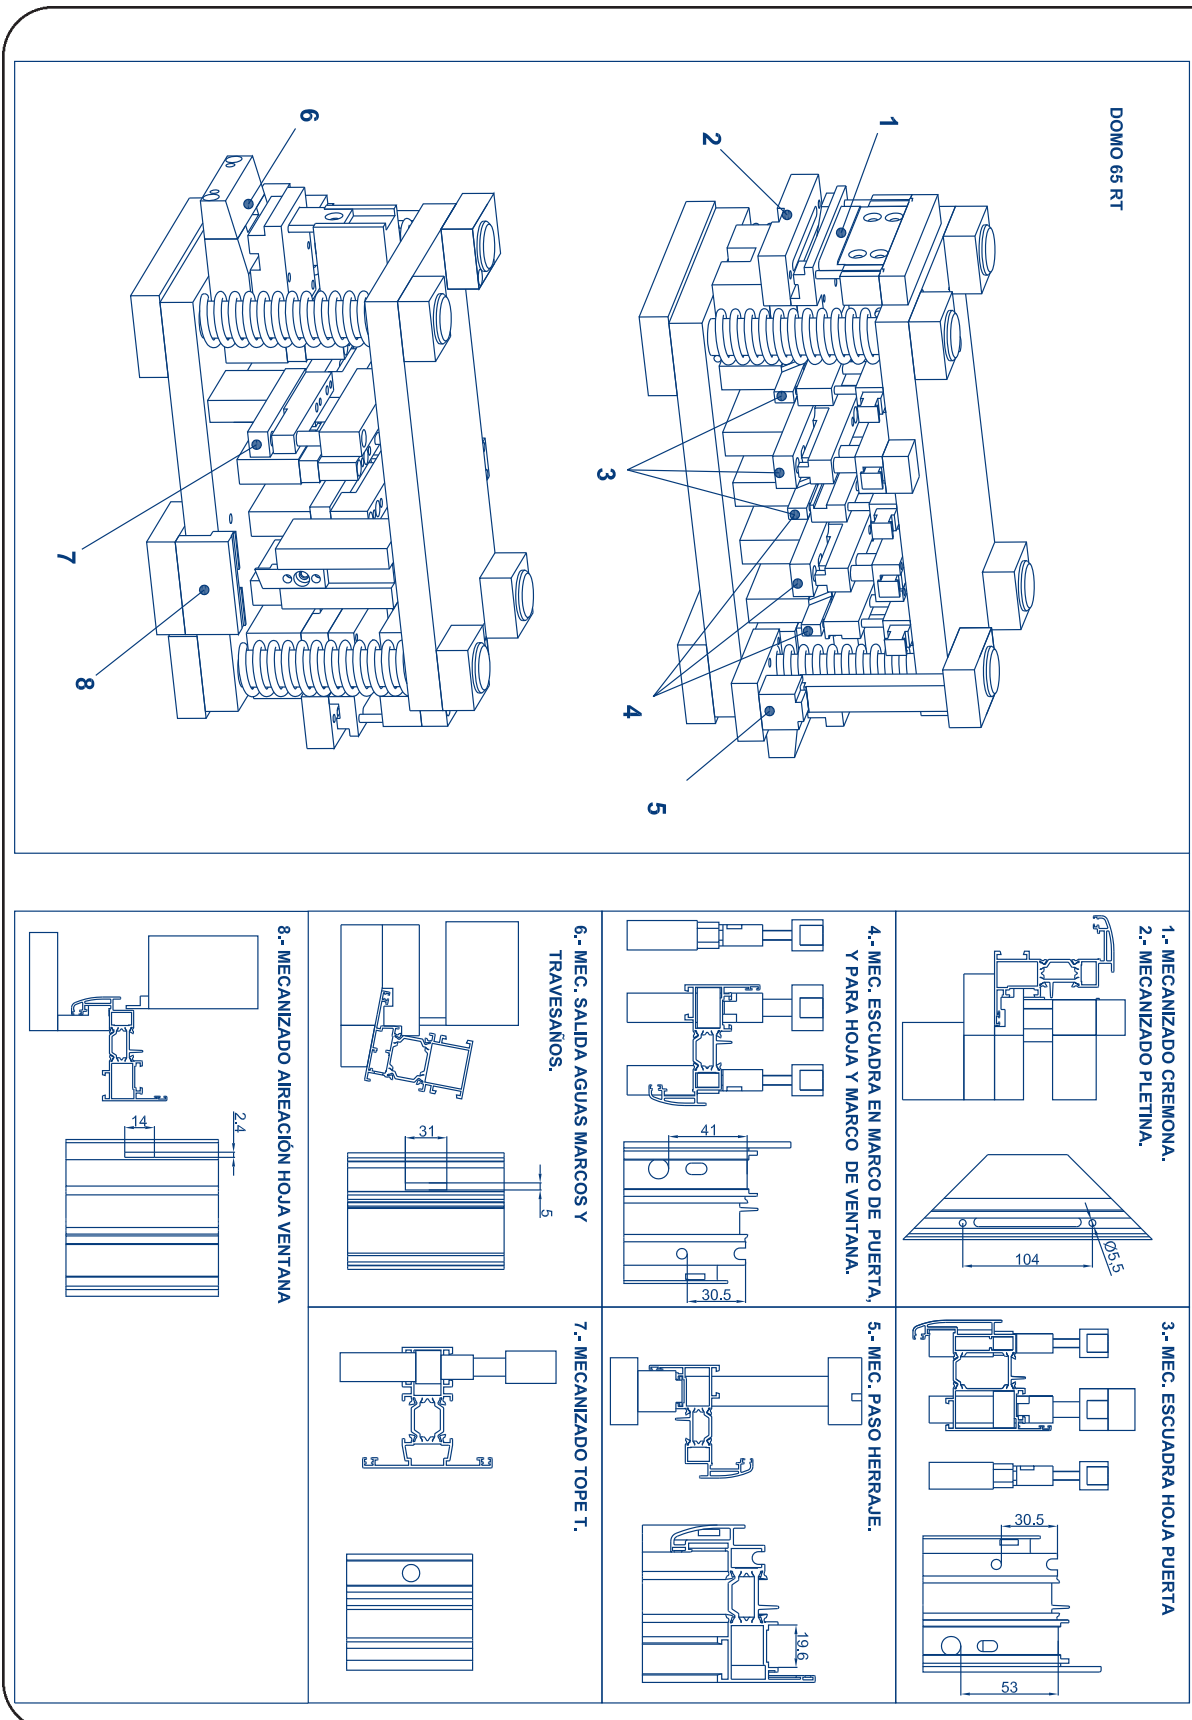 DOMO 65 RT
1
2
3
4
5
6
7
8
1.- MECANIZADO CREMONA.
2.- MECANIZADO PLETINA.
Ø5,5
104
3.- MEC. ESCUADRA HOJA PUERTA
30.5
53
4.- MEC. ESCUADRA EN MARCO DE PUERTA,
Y PARA HOJA Y MARCO DE VENTANA.
41
30.5
5.- MEC. PASO HERRAJE.
19.6
6.- MEC. SALIDA AGUAS MARCOS Y
TRAVESAÑOS.
31
5
7.- MECANIZADO TOPE T.
8.- MECANIZADO AIREACIÓN HOJA VENTANA
2.4
14